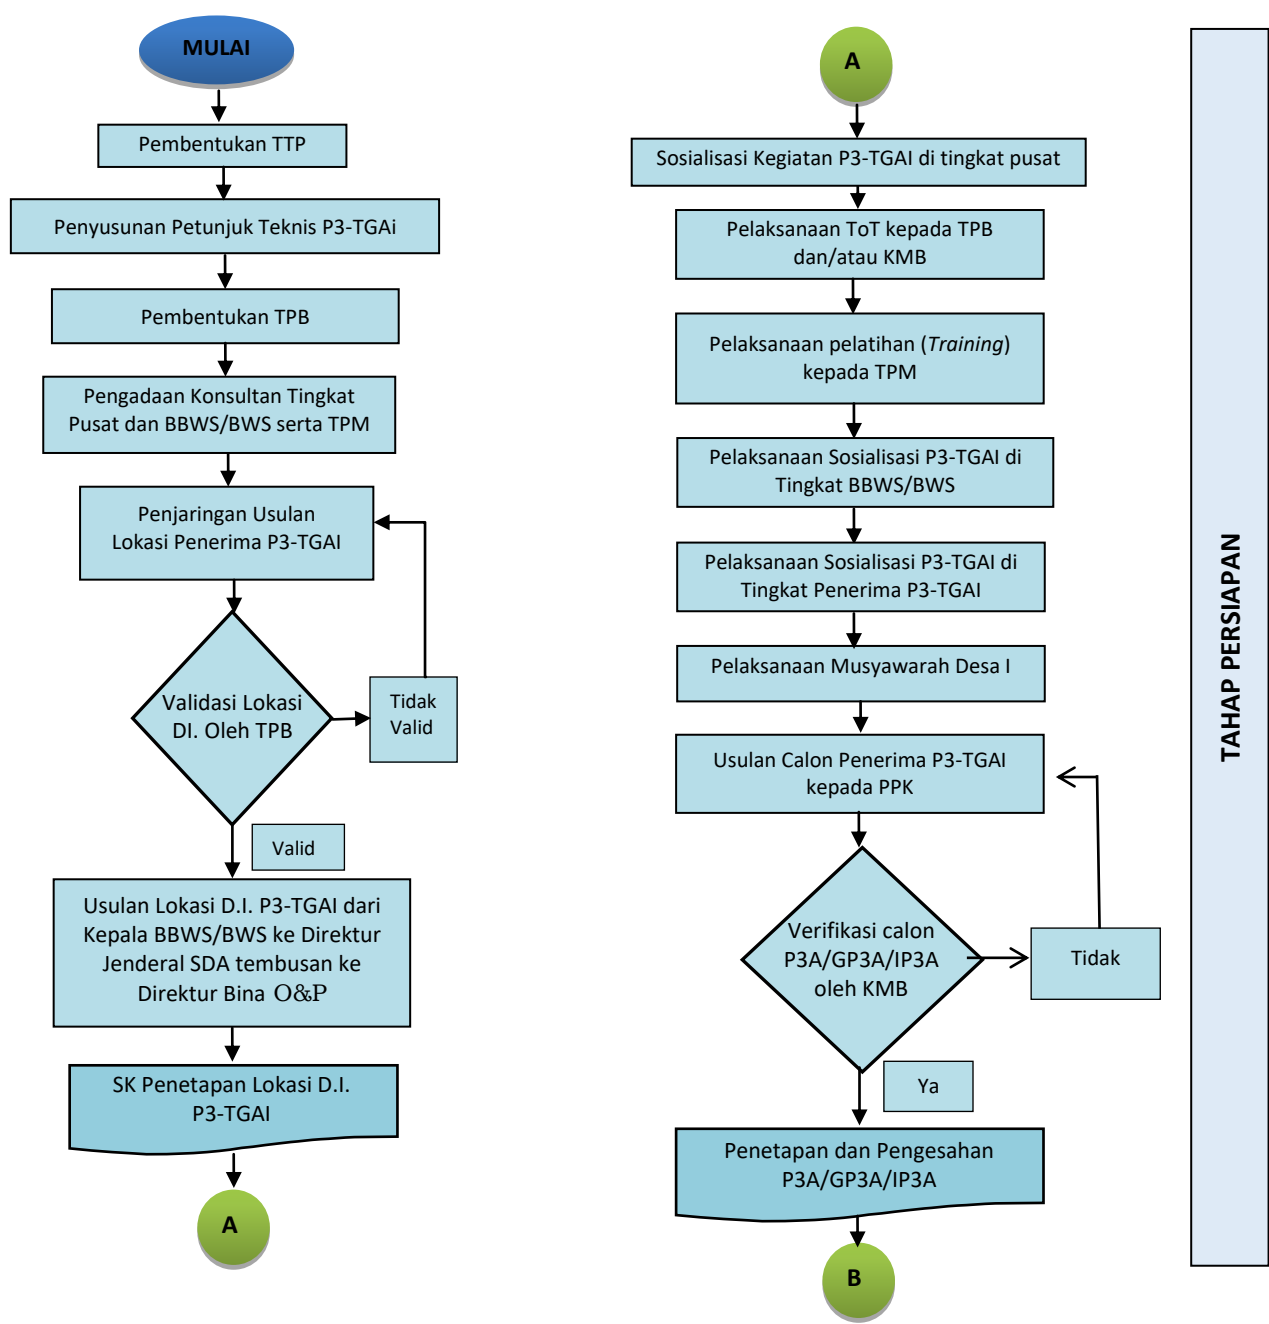 MULAI
Pembentukan TTP
Penyusunan Petunjuk Teknis P3-TGAi
Pembentukan TPB
Pengadaan Konsultan Tingkat
Pusat dan BBWS/BWS serta TPM
Penjaringan Usulan
Lokasi Penerima P3-TGAI
Validasi Lokasi
DI. Oleh TPB
Tidak
Valid
Valid
Usulan Lokasi D.I. P3-TGAI dari
Kepala BBWS/BWS ke Direktur
Jenderal SDA tembusan ke
Direktur Bina O&P
SK Penetapan Lokasi D.I.
P3-TGAI
A
A
Sosialisasi Kegiatan P3-TGAI di tingkat pusat
Pelaksanaan ToT kepada TPB
dan/atau KMB
Pelaksanaan pelatihan (Training)
kepada TPM
Pelaksanaan Sosialisasi P3-TGAI di
Tingkat BBWS/BWS
Pelaksanaan Sosialisasi P3-TGAI di
Tingkat Penerima P3-TGAI
Pelaksanaan Musyawarah Desa I
Usulan Calon Penerima P3-TGAI
kepada PPK
Verifikasi calon
P3A/GP3A/IP3A
oleh KMB
Tidak
Ya
Penetapan dan Pengesahan
P3A/GP3A/IP3A
B
TAHAP PERSIAPAN